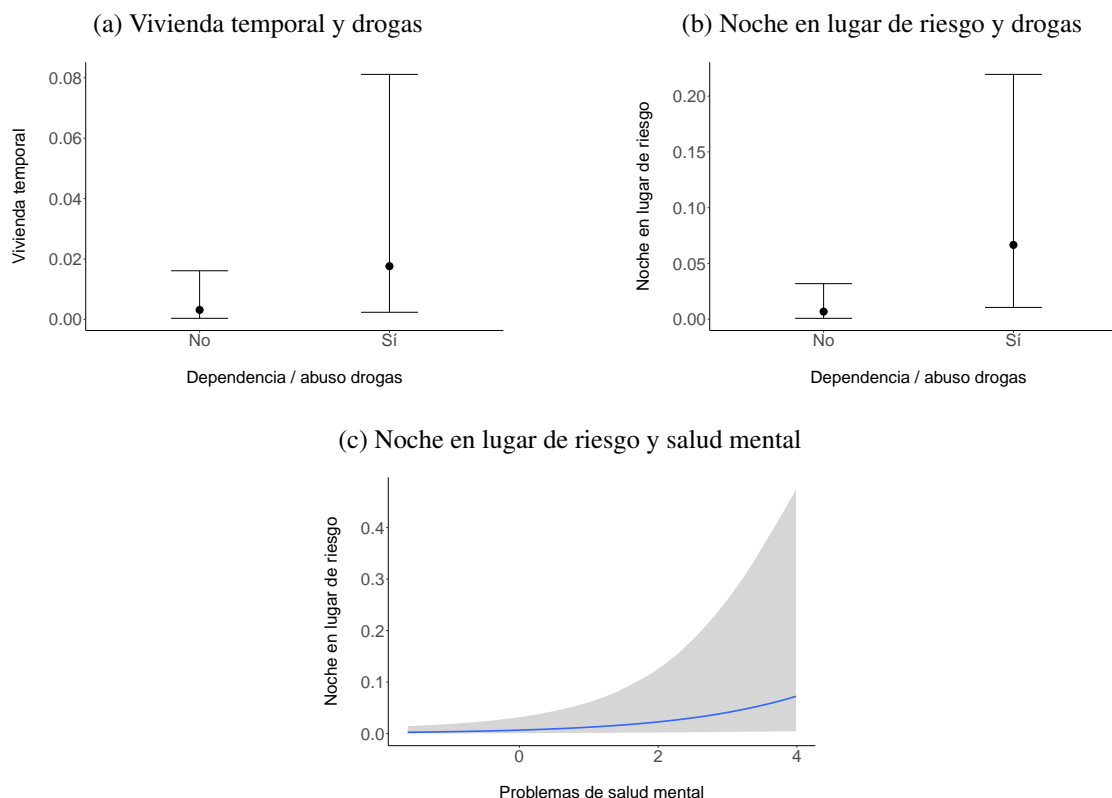 (a) Vivienda temporal y drogas
Vivienda temporal
0.08
0.06
0.04
0.02
0.00
No Sí
Dependencia / abuso drogas
(b) Noche en lugar de riesgo y drogas
Noche en lugar de riesgo
0.20
0.15
0.10
0.05
0.00
No Sí
Dependencia / abuso drogas
(c) Noche en lugar de riesgo y salud mental
Noche en lugar de riesgo
0.4
0.3
0.2
0.1
0.0
0 2 4
Problemas de salud mental